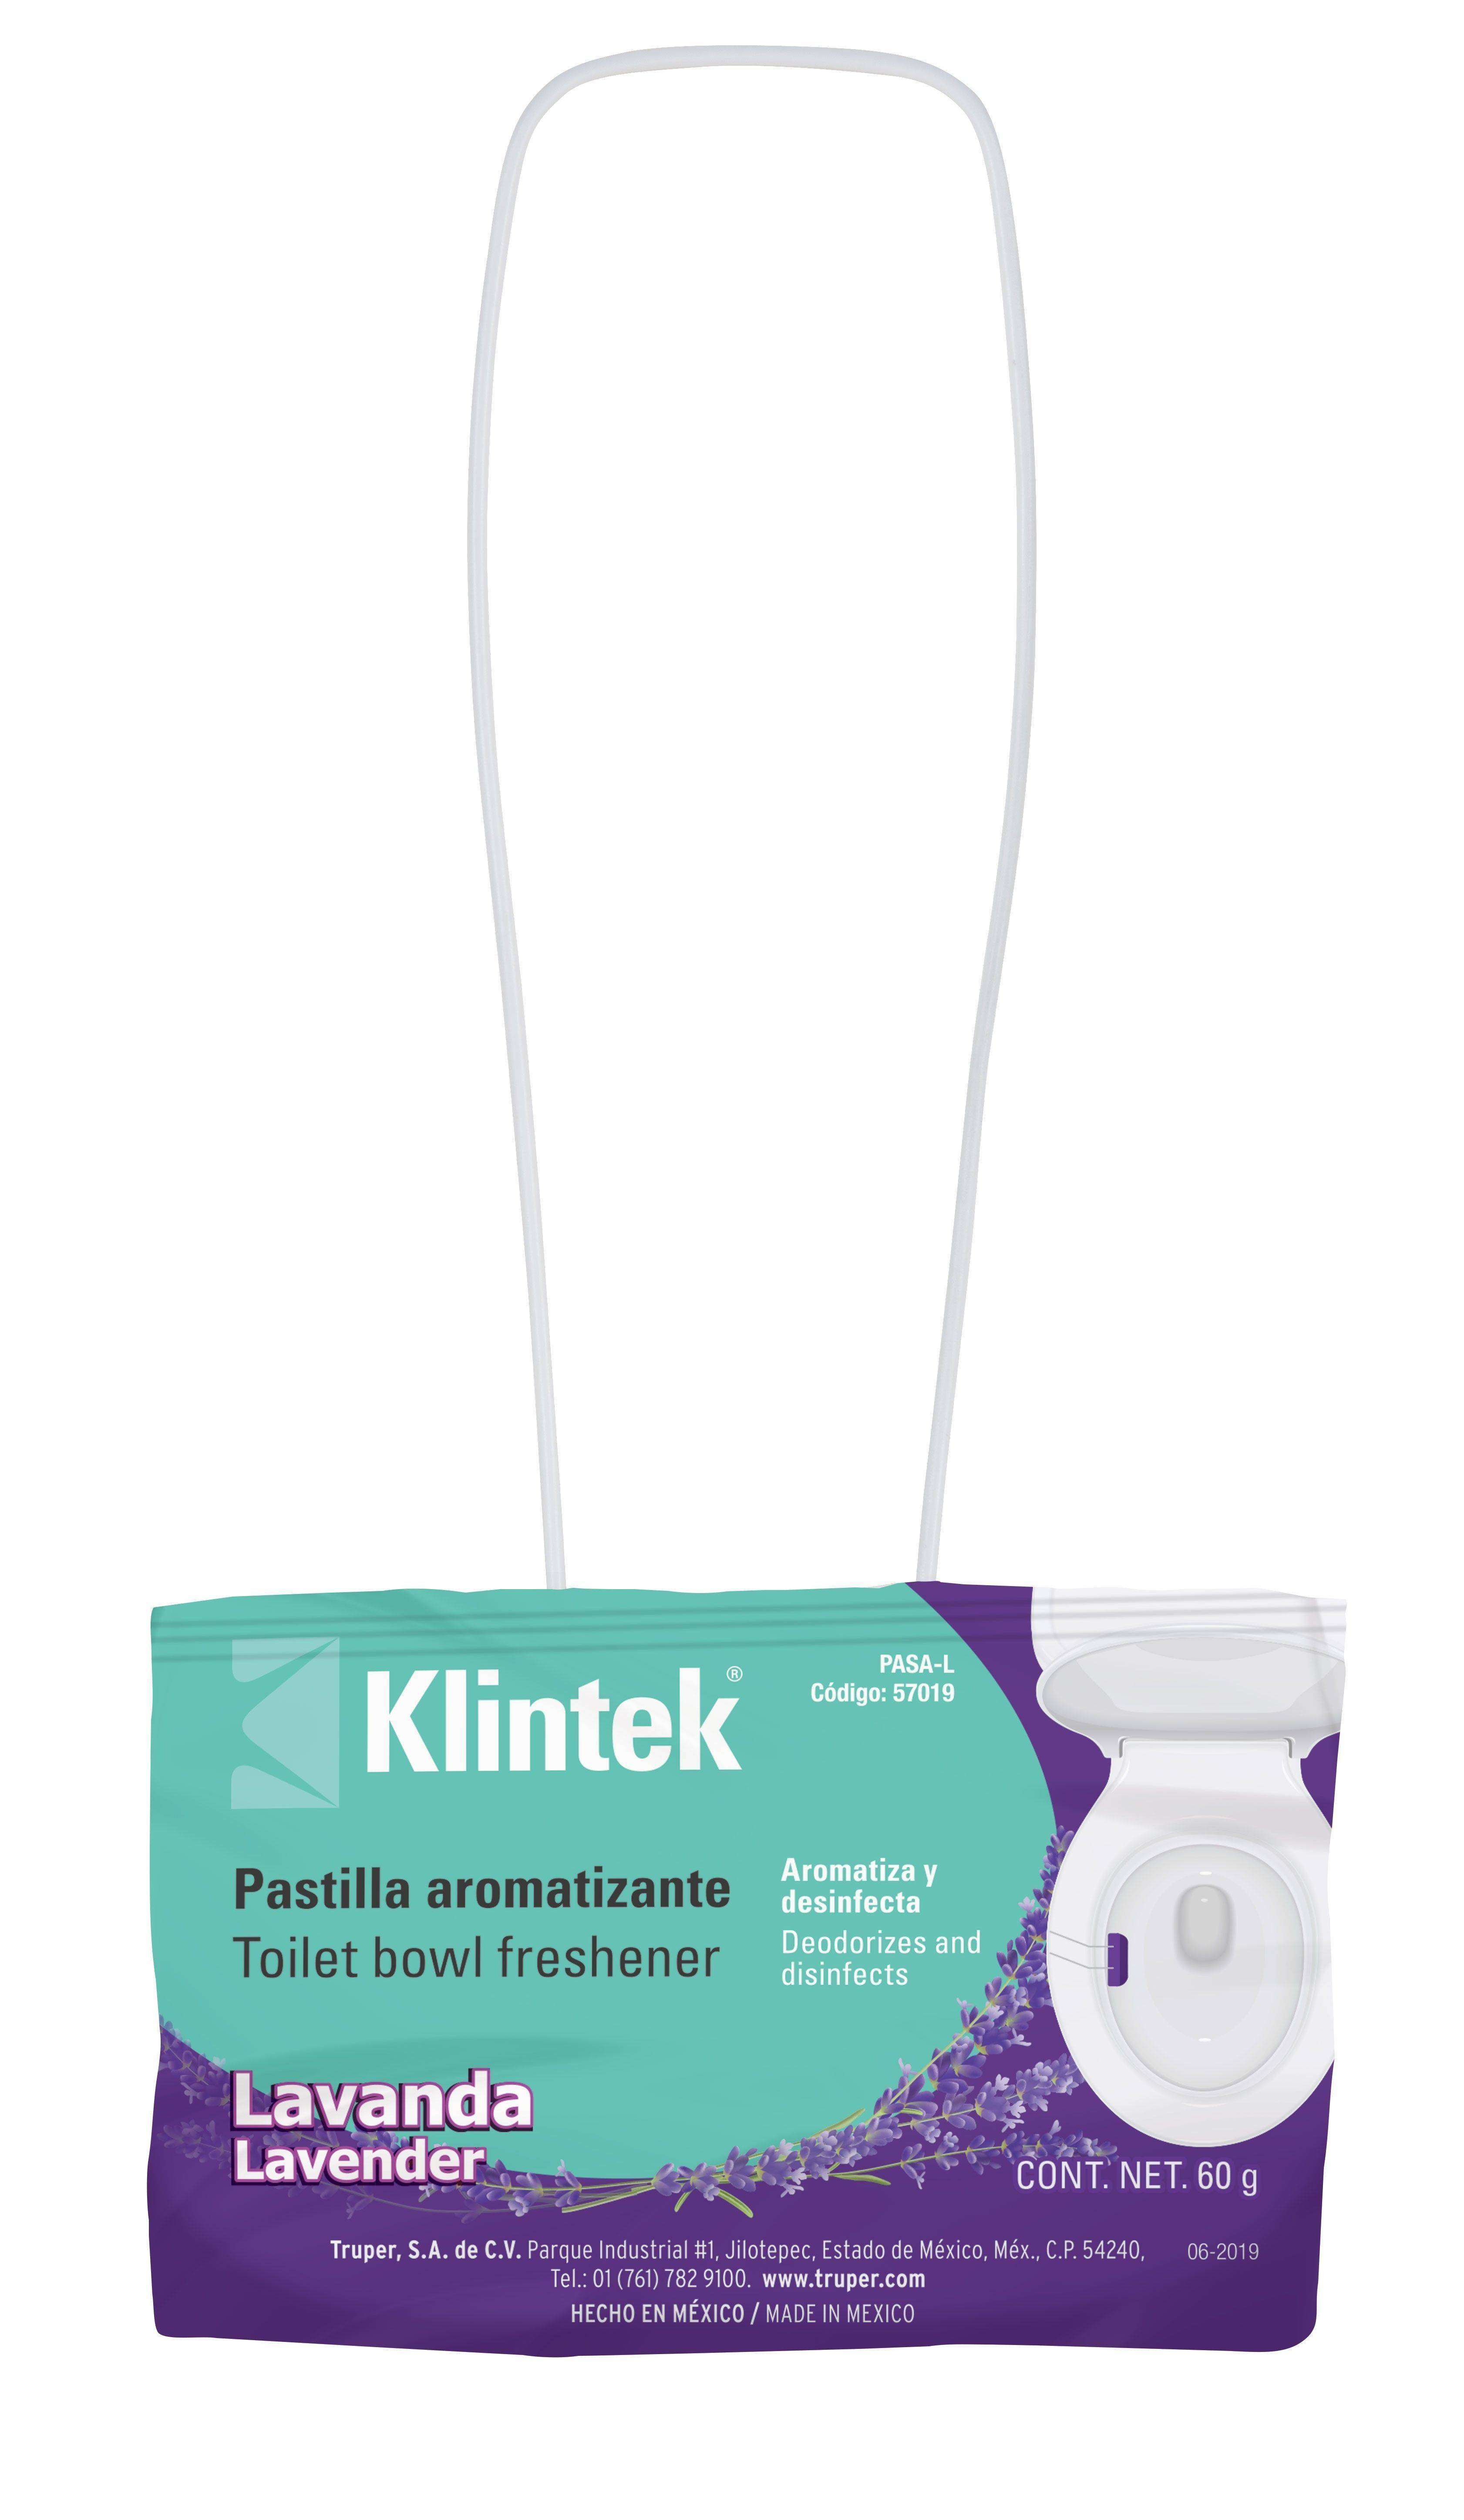 Klintek®
PASA-L
Código: 57019
Pastilla aromatizante
Toilet bowl freshener
Aromatiza y
desinfecta
Deodorizes and
disinfects
Lavanda
Lavender
CONT. NET. 60 g
Truper, S.A. de C.V. Parque Industrial #1, Jilotepec, Estado de México, Méx., C.P. 54240,
06-2019
Tel.: 01 (761) 782 9100. www.truper.com
HECHO EN MÉXICO / MADE IN MEXICO